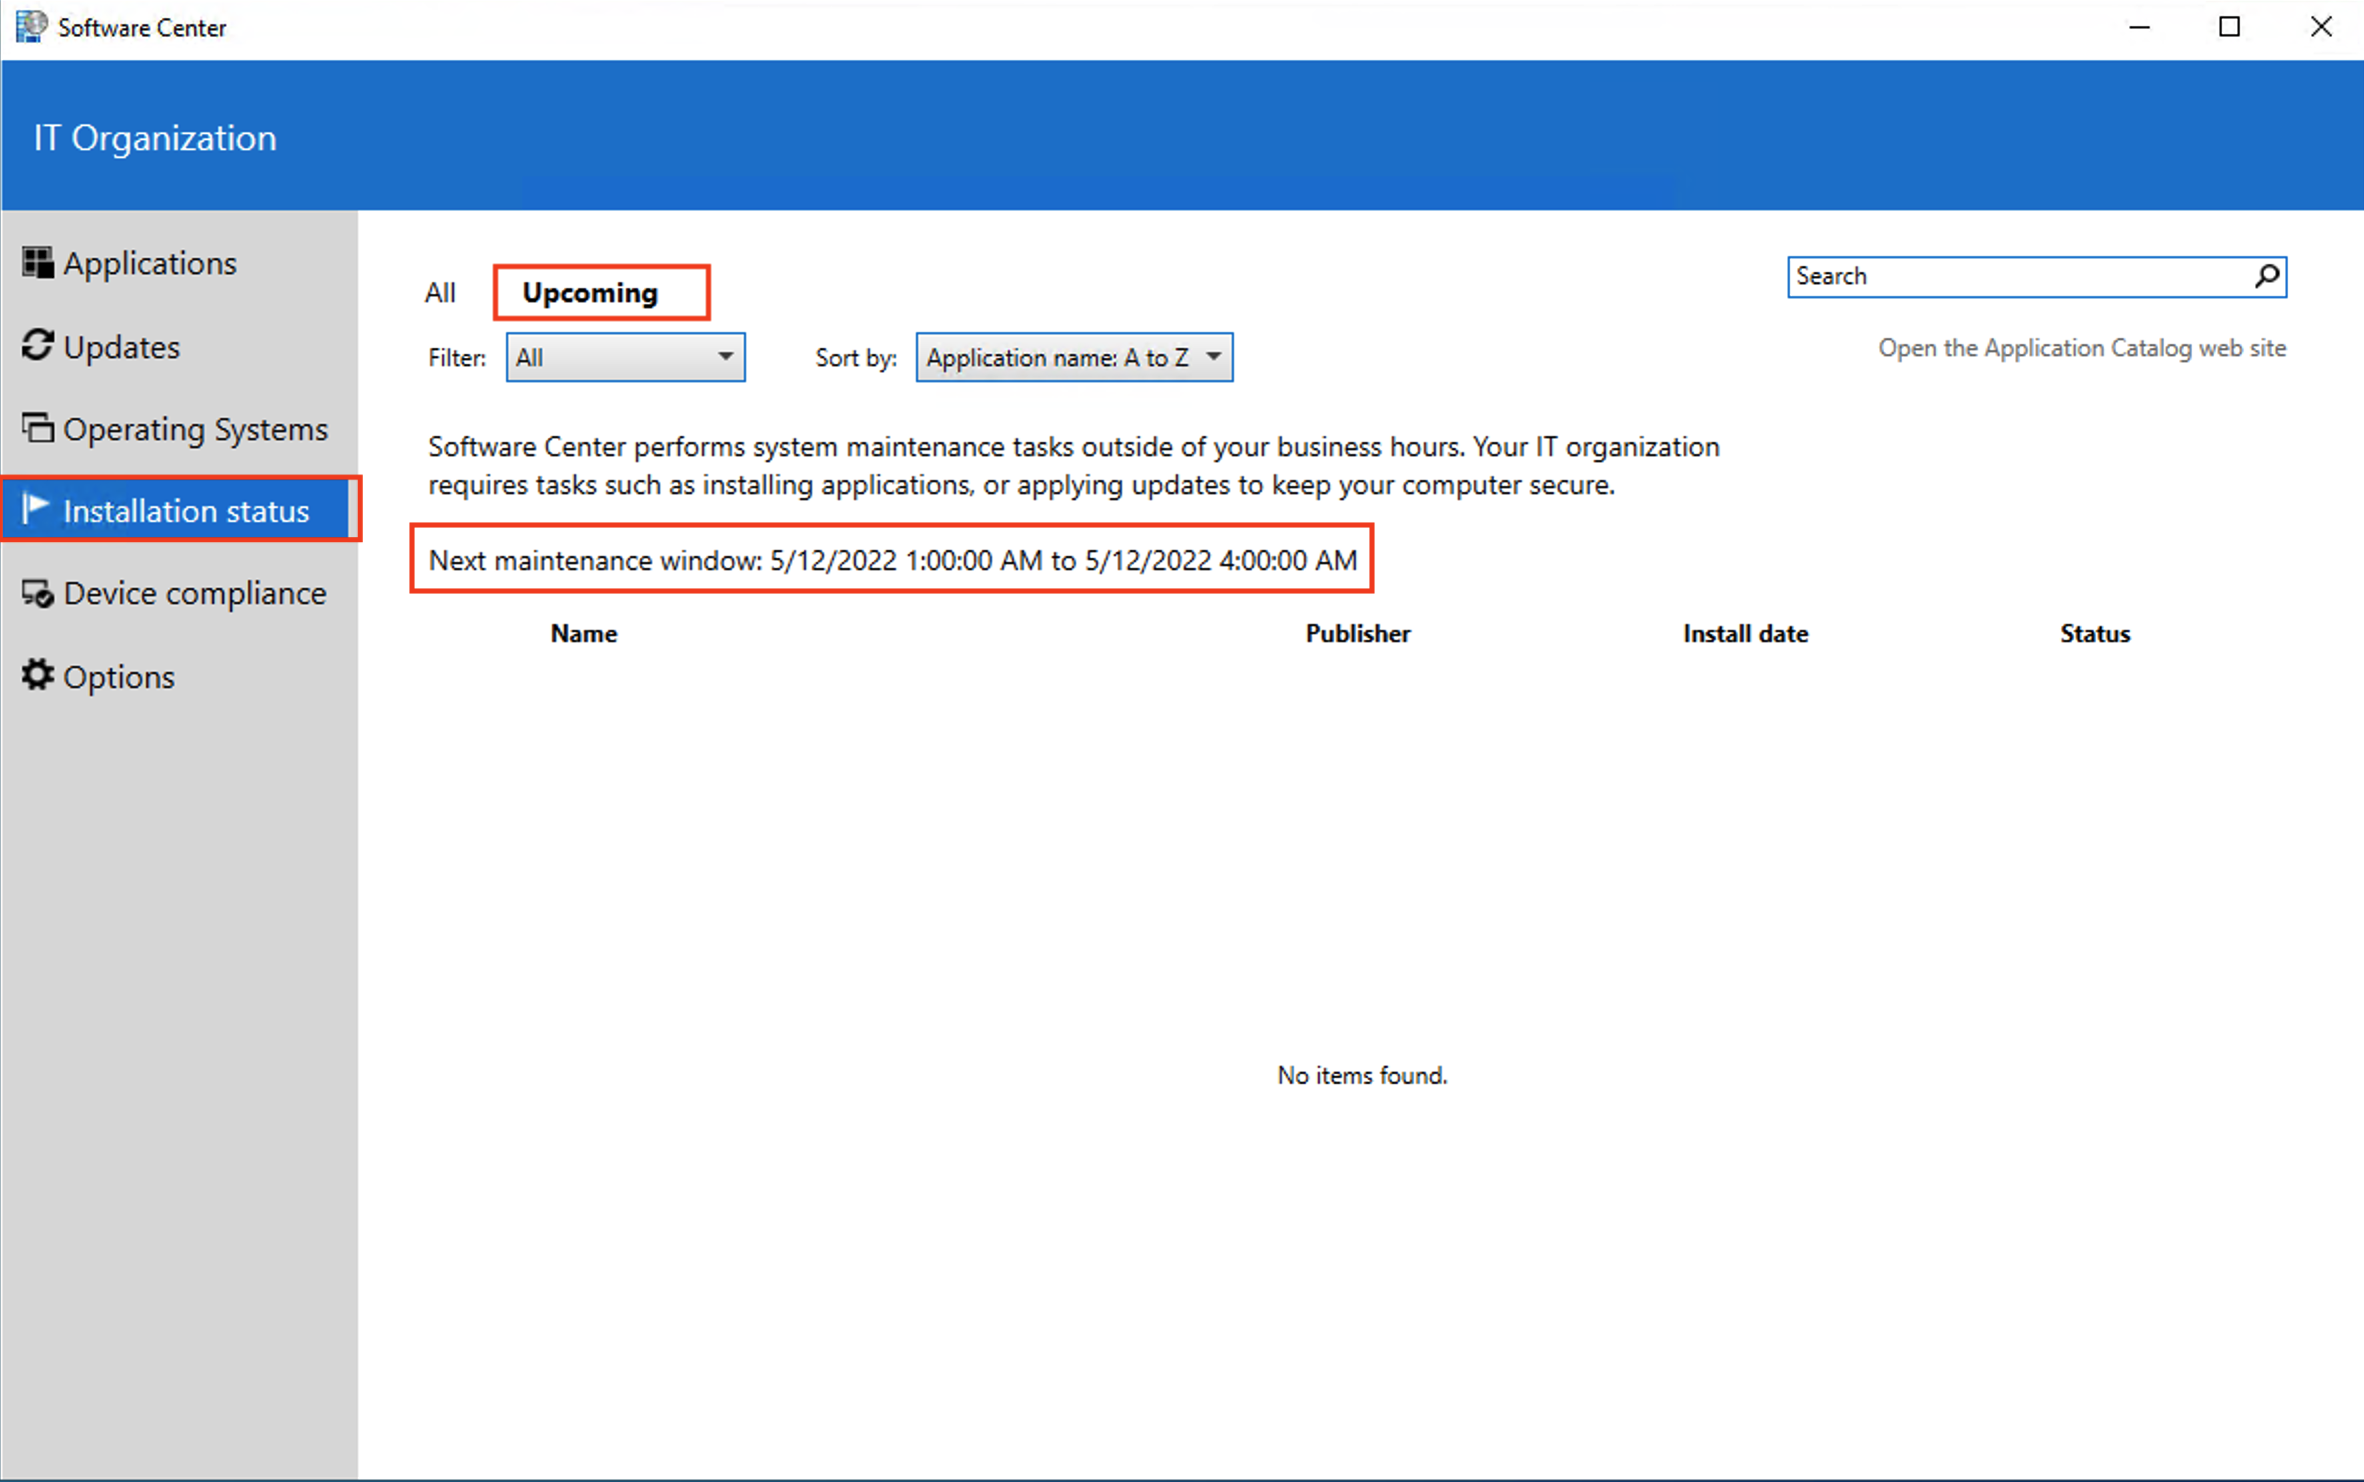 Software Center
IT Organization
Applications
Updates
Operating Systems
Installation status
Device compliance
Options
All Upcoming
Search
Filter: All Sort by: Application name: A to Z
Open the Application Catalog web site
Software Center performs system maintenance tasks outside of your business hours. Your IT organization
requires tasks such as installing applications, or applying updates to keep your computer secure.
Next maintenance window: 5/12/2022 1:00:00 AM to 5/12/2022 4:00:00 AM
Name Publisher Install date Status
No items found.